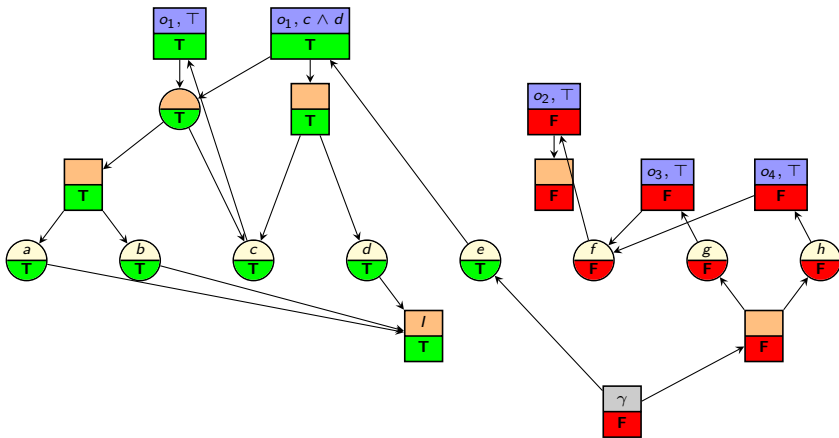 o₁, ⊤
T
o₁, c ∧ d
T
T
T
o₂, ⊤
F
T
F
o₃, ⊤
F
o₄, ⊤
F
a
T
b
T
c
T
d
T
e
T
f
F
g
F
h
F
I
T
F
γ
F